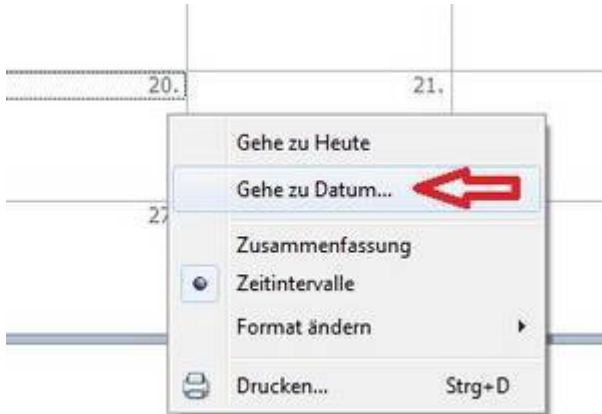 20.
21.
Gehe zu Heute
Gehe zu Datum...
27
Zusammenfassung
Zeitintervalle
Format ändern
Drucken... Strg+D